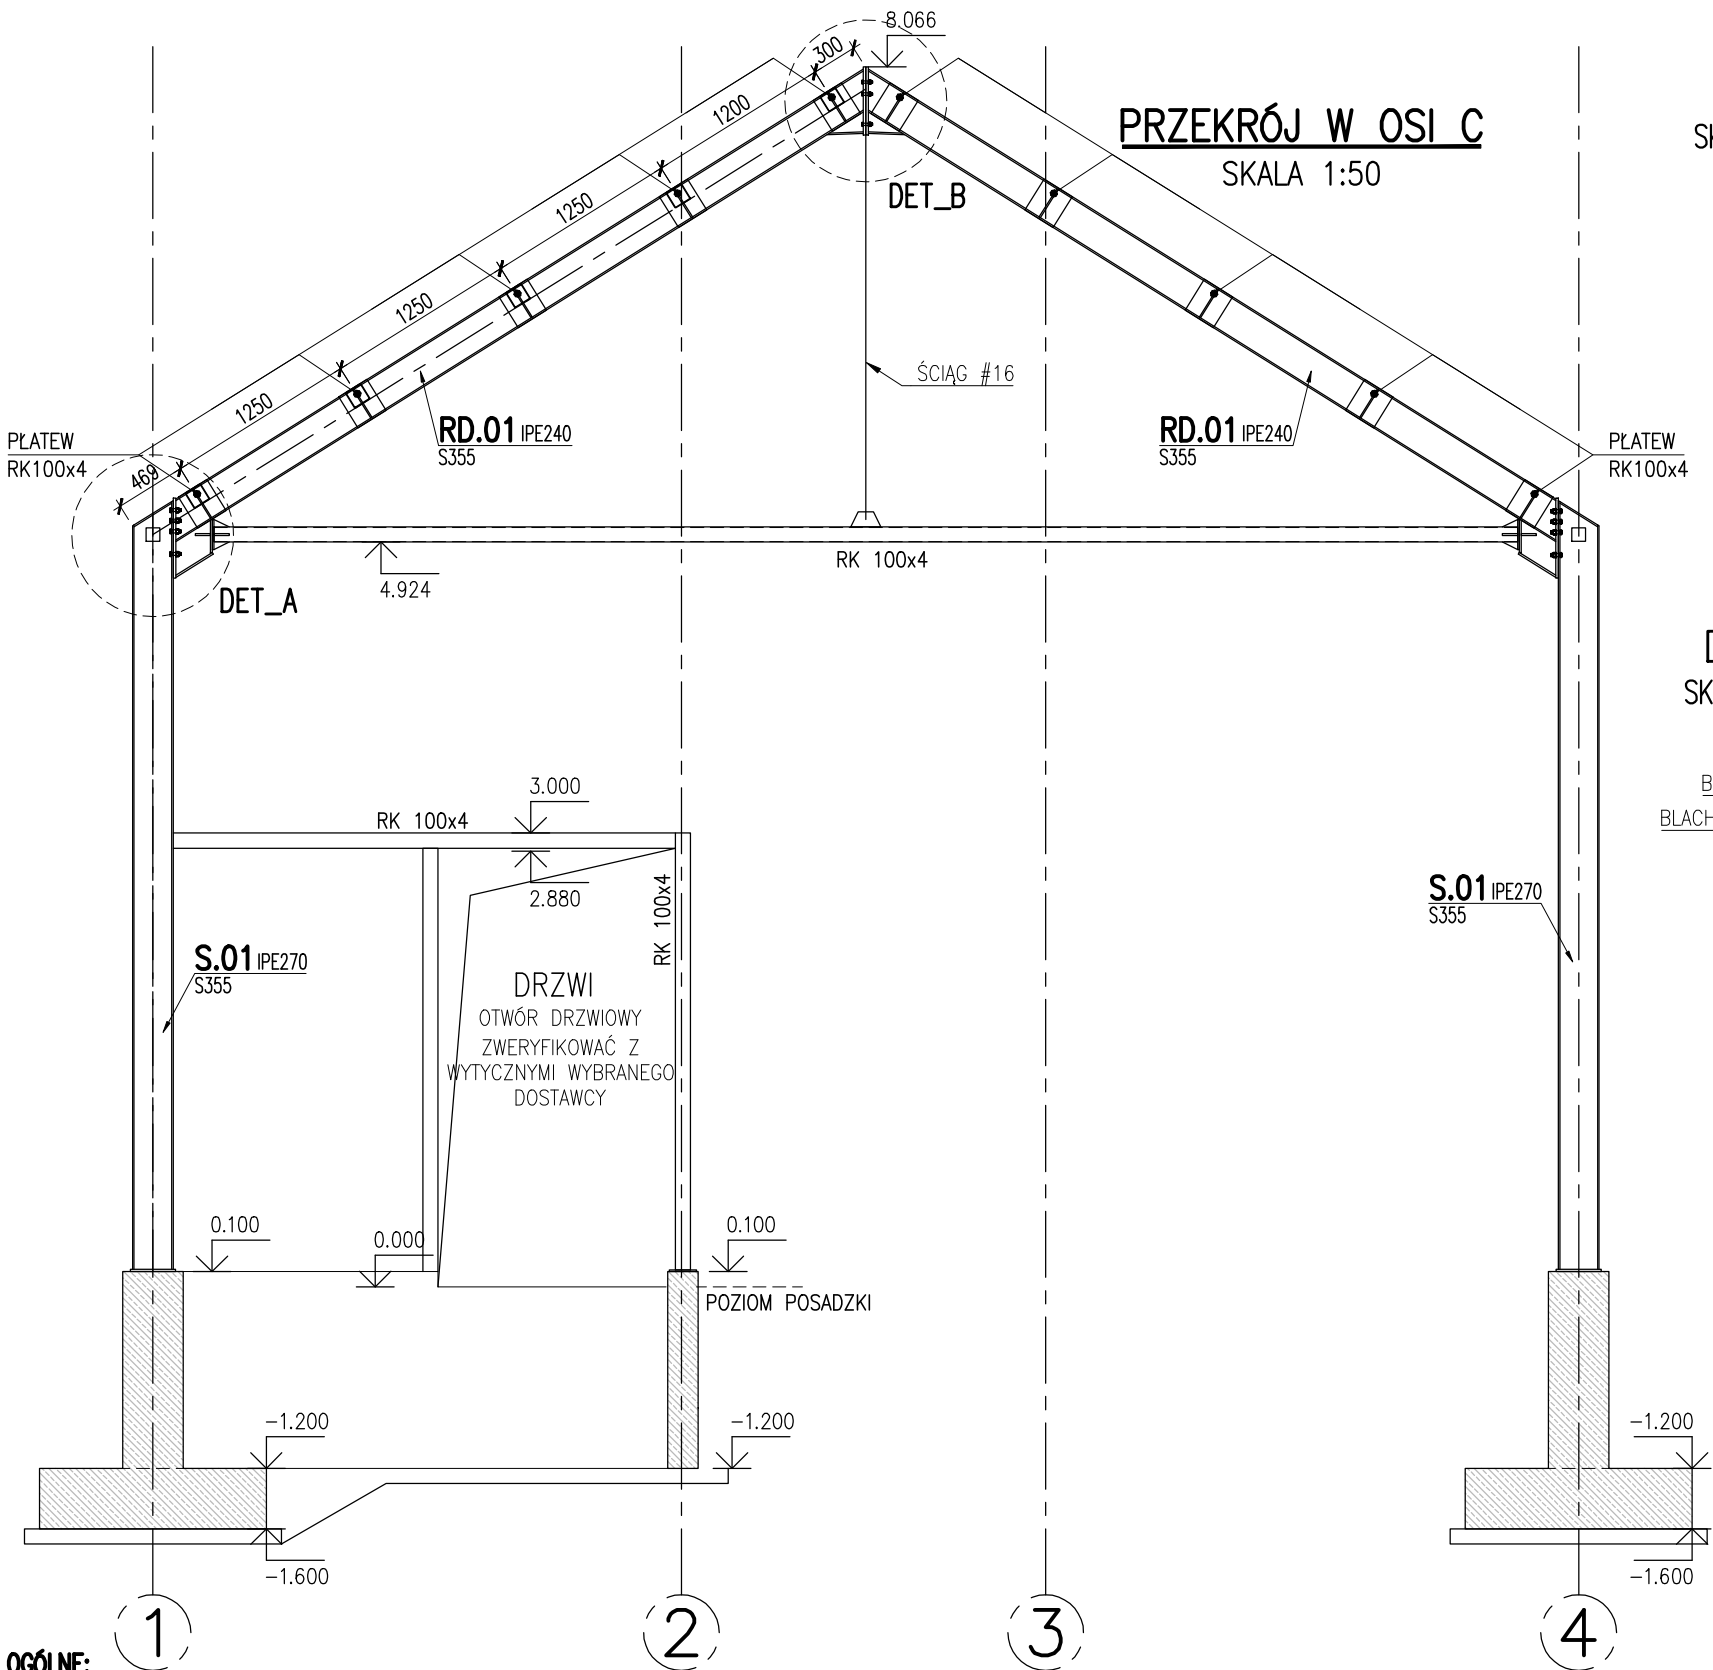 8.066
300
1200
1250
1250
1250
469
PRZEKRÓJ W OSI C
SKALA 1:50
DET_B
ŚCIĄG #16
RD.01 IPE240
S355
RD.01 IPE240
S355
PŁATEW
RK100x4
PŁATEW
RK100x4
RK 100x4
4.924
DET_A
3.000
RK 100x4
2.880
RK 100x4
S.01 IPE270
S355
S.01 IPE270
S355
DRZWI
OTWÓR DRZWIOWY
ZWERYFIKOWAĆ Z
WYTYCZNYMI WYBRANEGO
DOSTAWCY
0.100
0.000
0.100
POZIOM POSADZKI
-1.200
-1.200
-1.200
-1.600
-1.600
1
2
3
4
OGÓLNE:
SK
BLACH